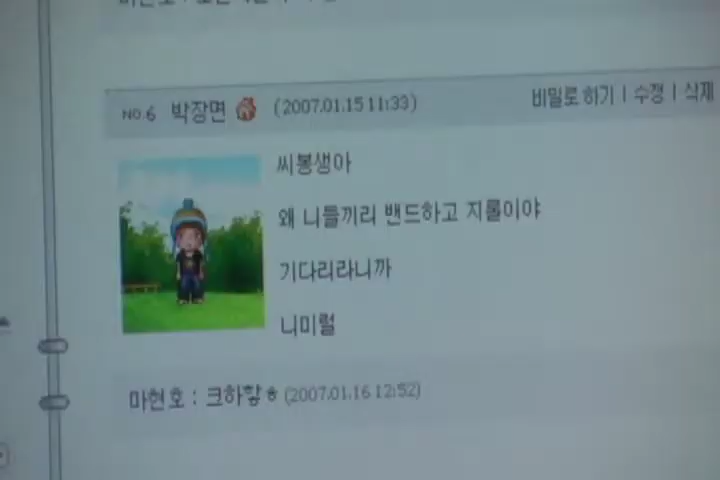 NO.6 박장면 (2007.01.15 11:33) 비밀로 하기 | 수정 | 삭제
씨봉생아
왜 니들끼리 밴드하고 지롤이야
기다리라니까
니미럴
마현호 : 크하핳ㅎ (2007.01.16 12:52)